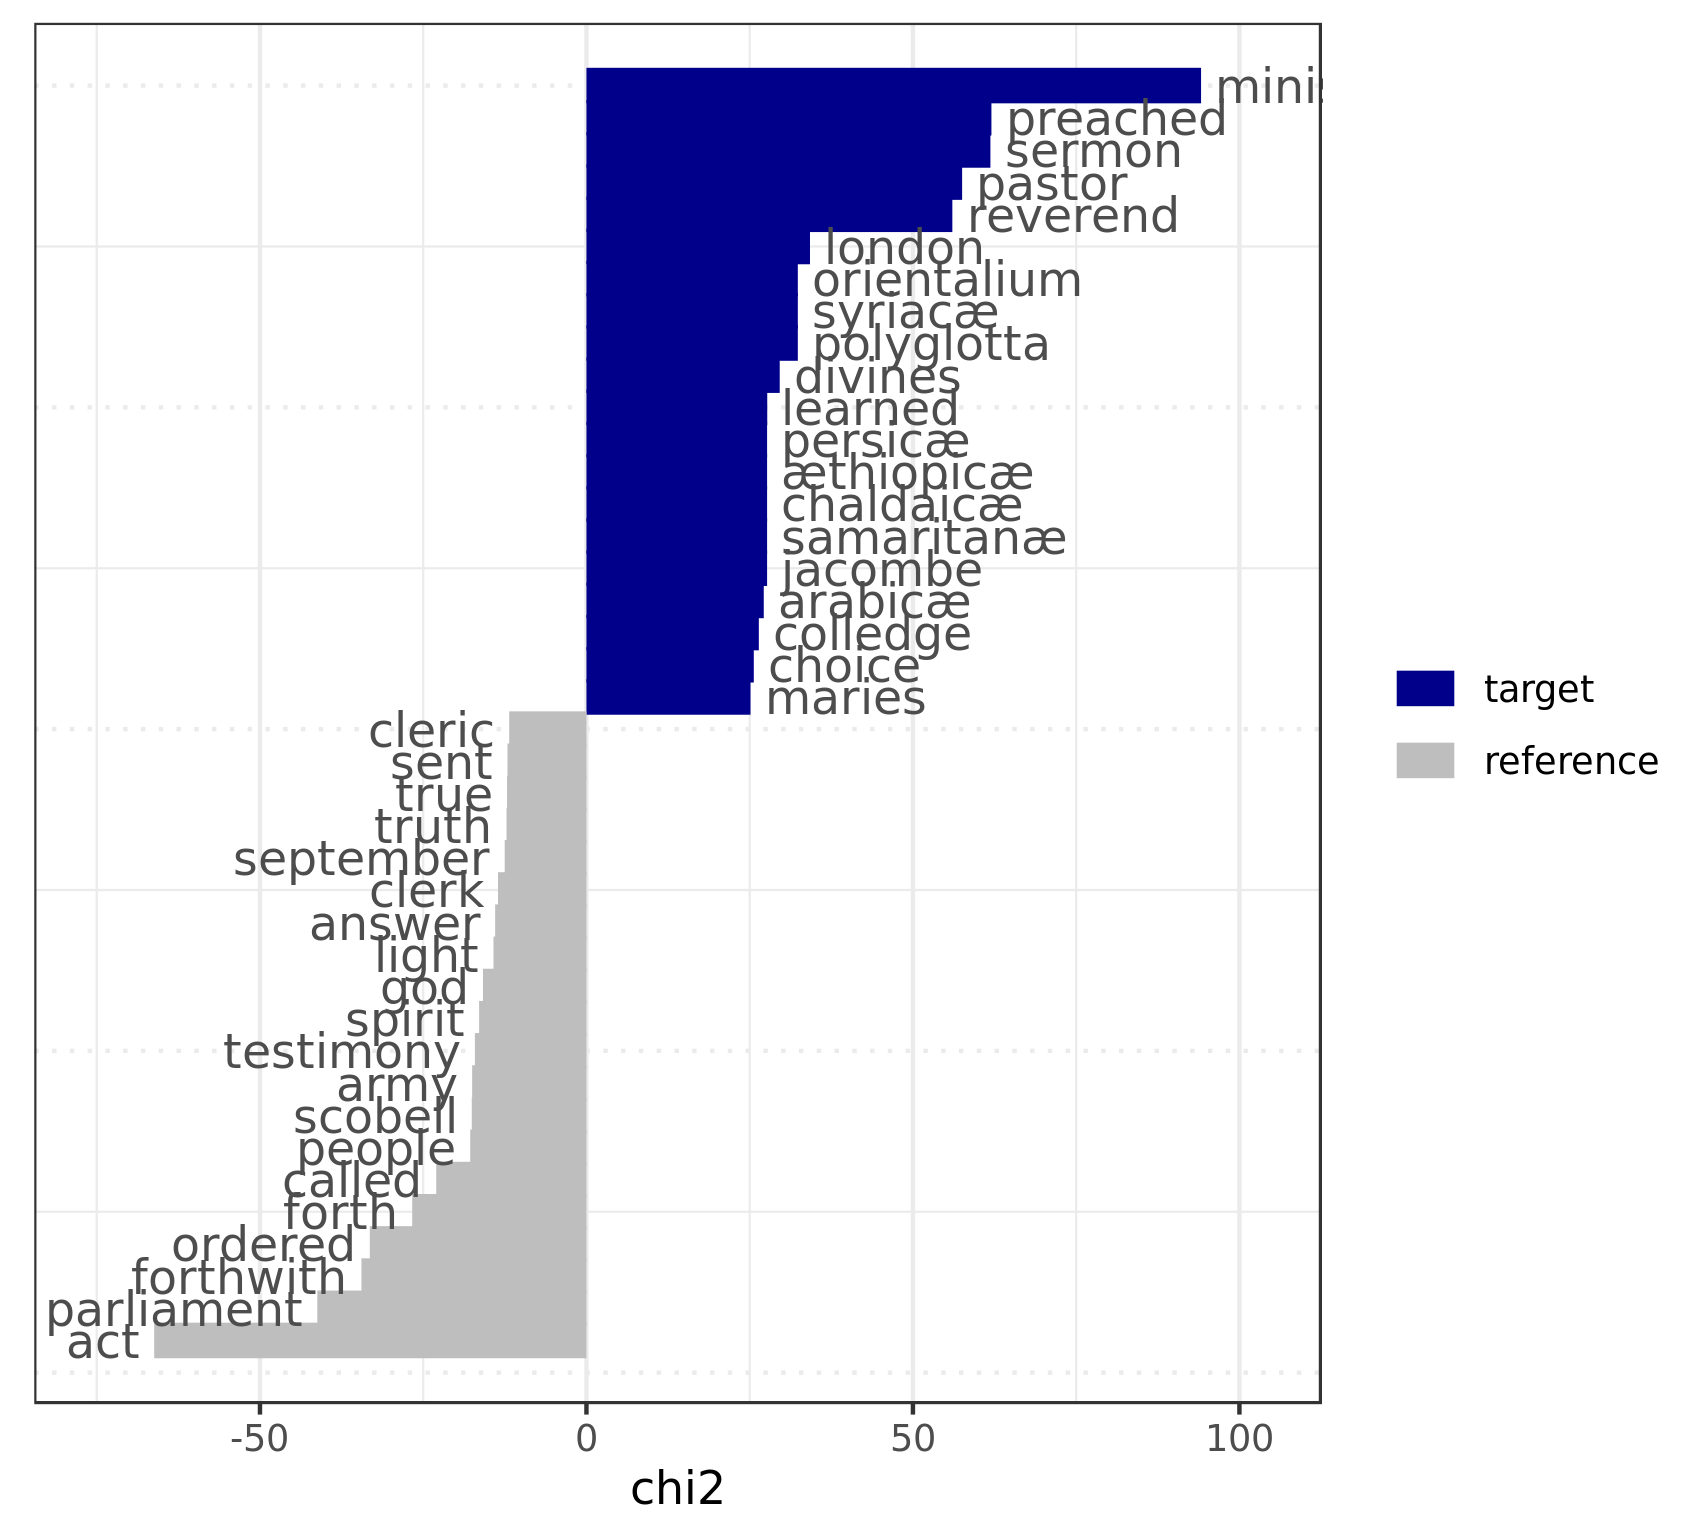 minis
preached
sermon
pastor
reverend
london
orientalium
syriacæ
polyglotta
divines
learned
persicæ
æthiopicæ
chaldaicæ
samaritanæ
jacombe
arabicæ
colledge
choice
maries
cleric
sent
true
truth
september
clerk
answer
light
god
spirit
testimony
army
scobell
people
called
forth
ordered
forthwith
parliament
act
-50 0 50 100
chi2
target
reference